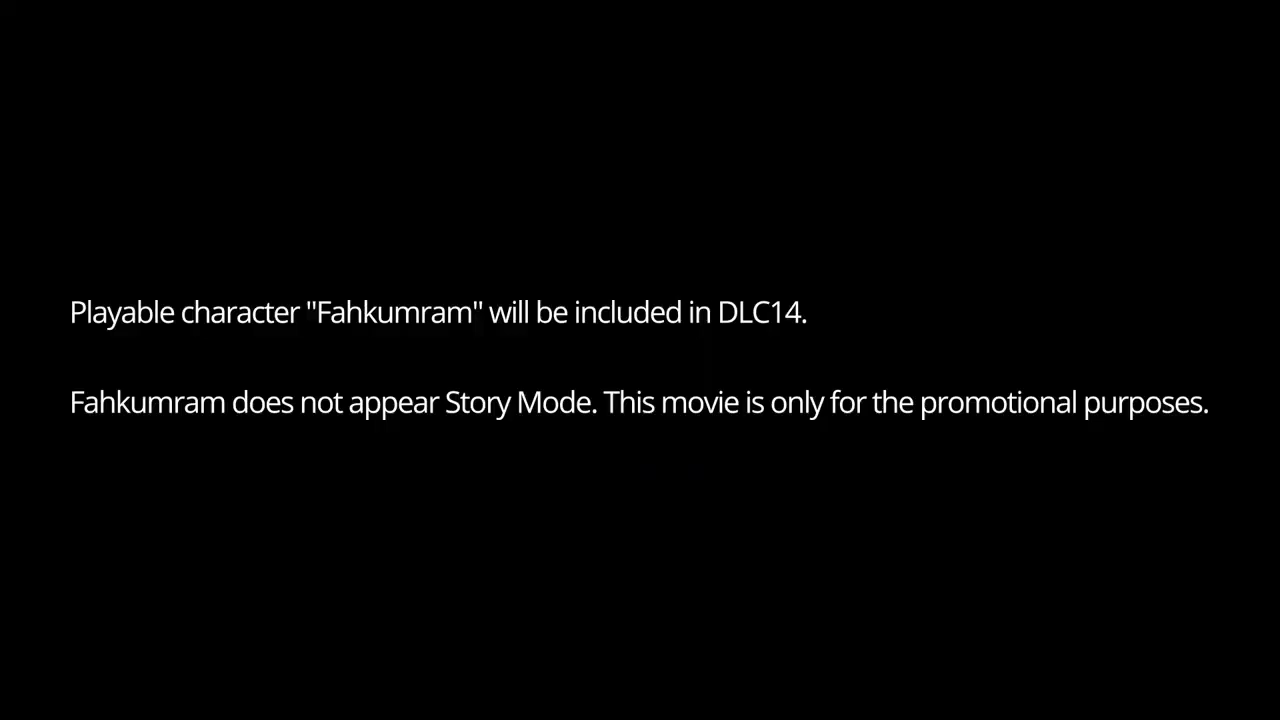 Playable character "Fahkumram" will be included in DLC14.
Fahkumram does not appear Story Mode. This movie is only for the promotional purposes.